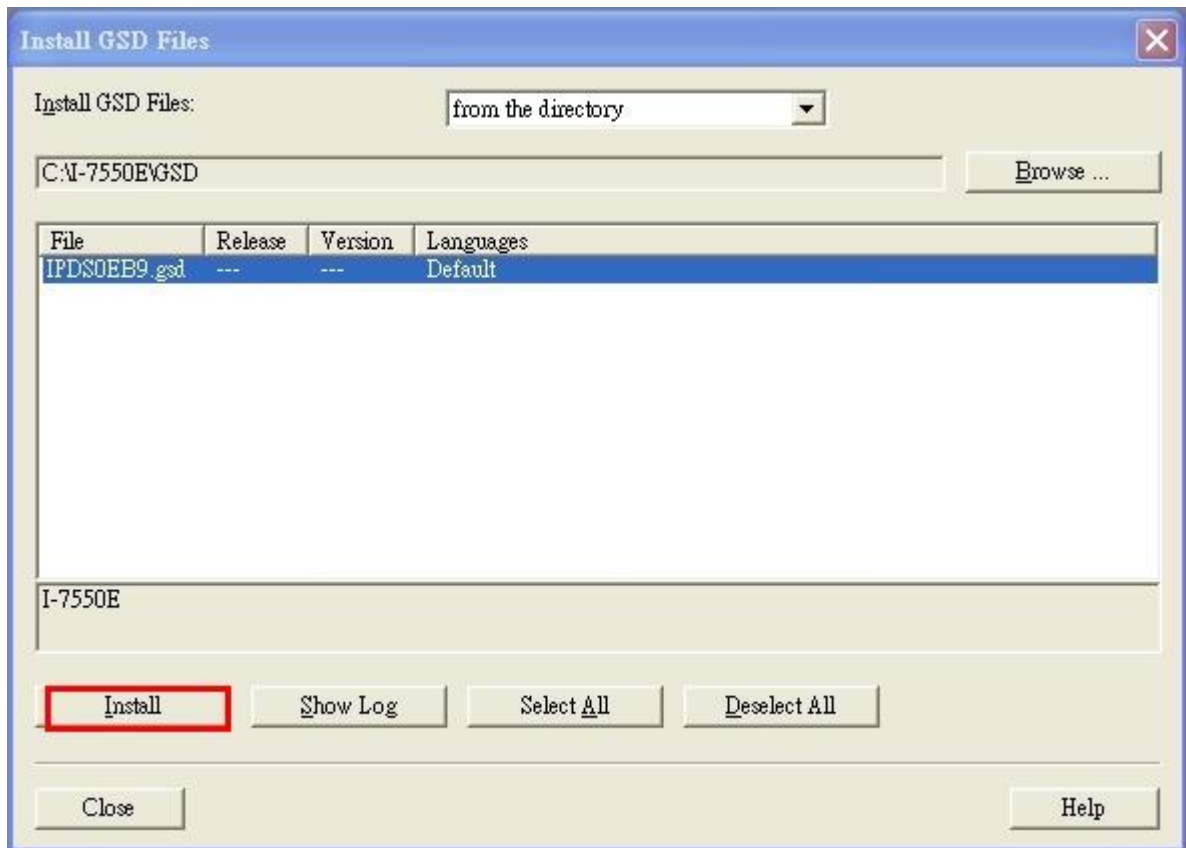 Install GSD Files
Install GSD Files:
from the directory
C:\I-7550E\GSD
Browse ...
File Release Version Languages
IPDS0EB9.gsd --- --- Default
I-7550E
Install Show Log Select All Deselect All
Close Help